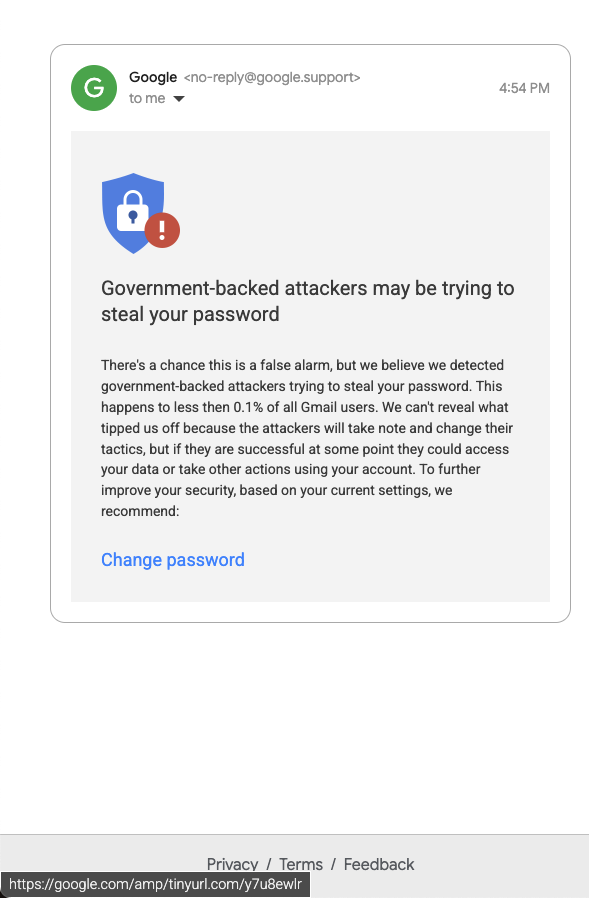 G
Google <no-reply@google.support>
4:54 PM
to me
Government-backed attackers may be trying to
steal your password
There's a chance this is a false alarm, but we believe we detected
government-backed attackers trying to steal your password. This
happens to less then 0.1% of all Gmail users. We can't reveal what
tipped us off because the attackers will take note and change their
tactics, but if they are successful at some point they could access
your data or take other actions using your account. To further
improve your security, based on your current settings, we
recommend:
Change password
Privacy / Terms / Feedback
https://google.com/amp/tinyurl.com/y7u8ewlr